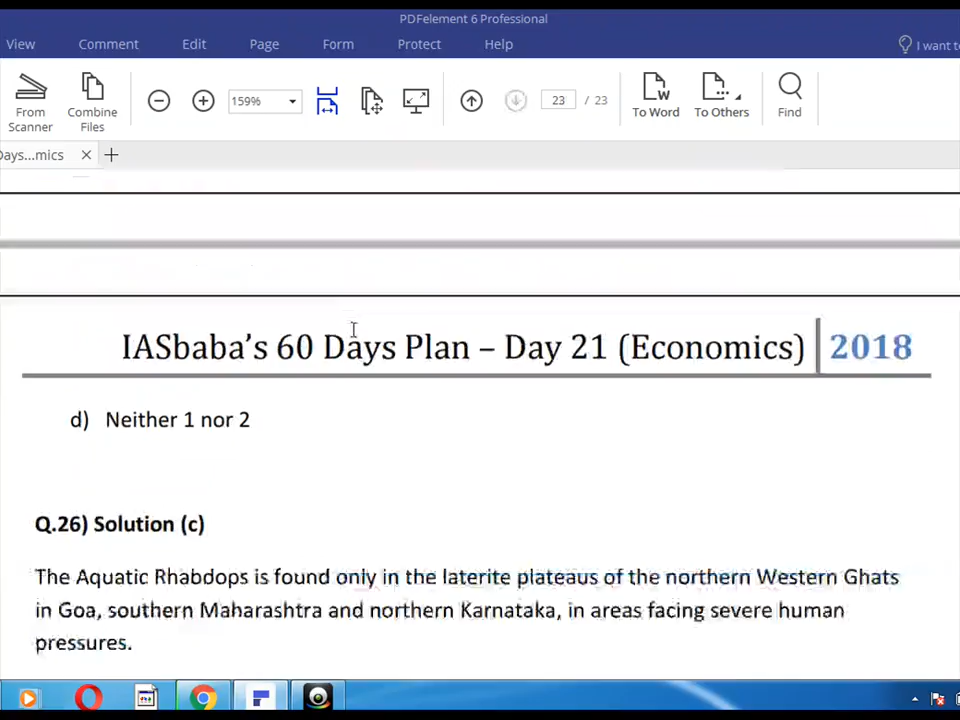 PDFelement 6 Professional
View Comment Edit Page Form Protect Help I want to
From Scanner
Combine Files
159%
23 / 23
To Word
To Others
Find
Days...mics
IASbaba's 60 Days Plan – Day 21 (Economics) 2018
d) Neither 1 nor 2
Q.26) Solution (c)
The Aquatic Rhabdops is found only in the laterite plateaus of the northern Western Ghats
in Goa, southern Maharashtra and northern Karnataka, in areas facing severe human
pressures.